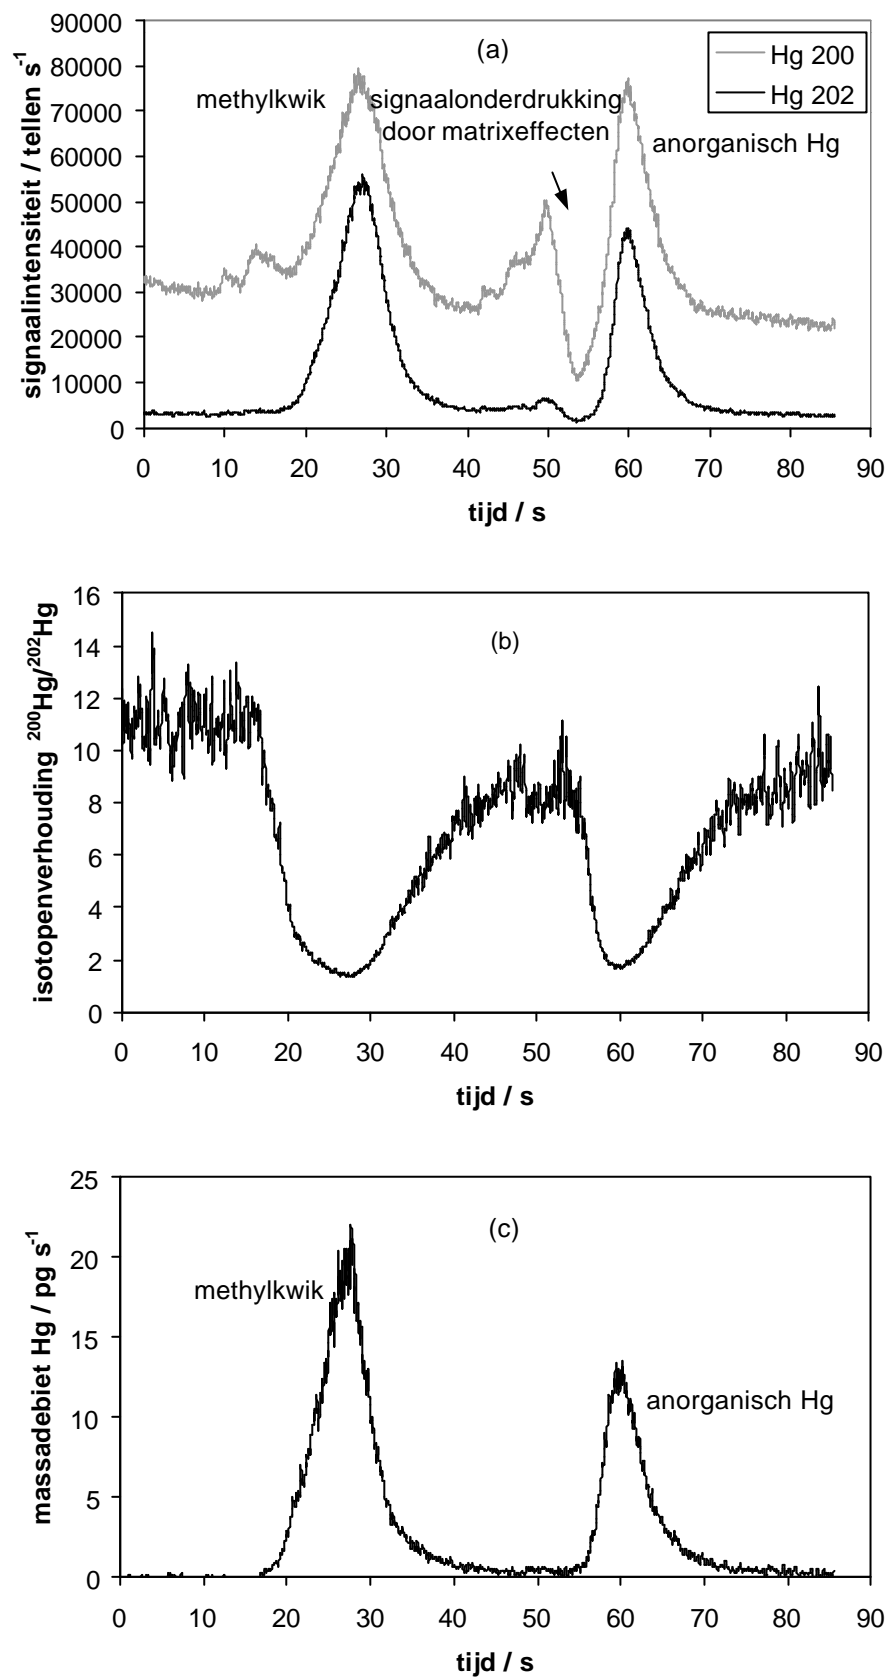 (a)
Hg 200
Hg 202
methylkwik
signaalonderdrukking
door matrixeffecten
anorganisch Hg
signaalintensiteit / tellen s⁻¹
90000
80000
70000
60000
50000
40000
30000
20000
10000
0
0 10 20 30 40 50 60 70 80 90
tijd / s
(b)
isotopenverhouding ²⁰⁰Hg/²⁰²Hg
16
14
12
10
8
6
4
2
0
0 10 20 30 40 50 60 70 80 90
tijd / s
(c)
methylkwik
anorganisch Hg
massadebiet Hg / pg s⁻¹
25
20
15
10
5
0
0 10 20 30 40 50 60 70 80 90
tijd / s